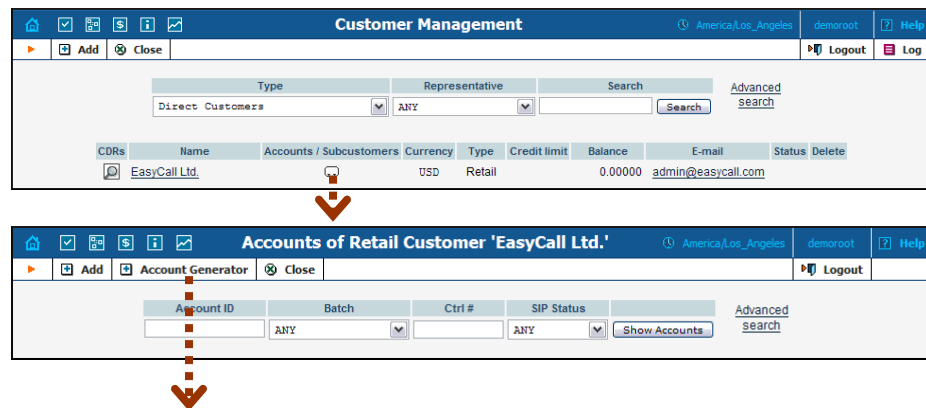 Customer Management America/Los_Angeles demoroot ? Help
Add Close Logout Log
Type Representative Search Advanced search
Direct Customers ANY Search
CDRs Name Accounts / Subcustomers Currency Type Credit limit Balance E-mail Status Delete
EasyCall Ltd. USD Retail 0.00000 admin@easycall.com
Accounts of Retail Customer 'EasyCall Ltd.' America/Los_Angeles demoroot ? Help
Add Account Generator Close Logout
Account ID Batch Ctrl # SIP Status Advanced search
ANY ANY Show Accounts